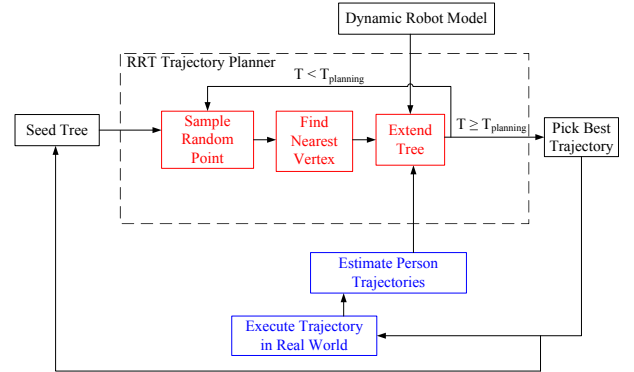 Dynamic Robot Model
RRT Trajectory Planner
T < Tplanning
Seed Tree
Sample
Random
Point
Find
Nearest
Vertex
Extend
Tree
T ≥ Tplanning
Pick Best
Trajectory
Estimate Person
Trajectories
Execute Trajectory
in Real World